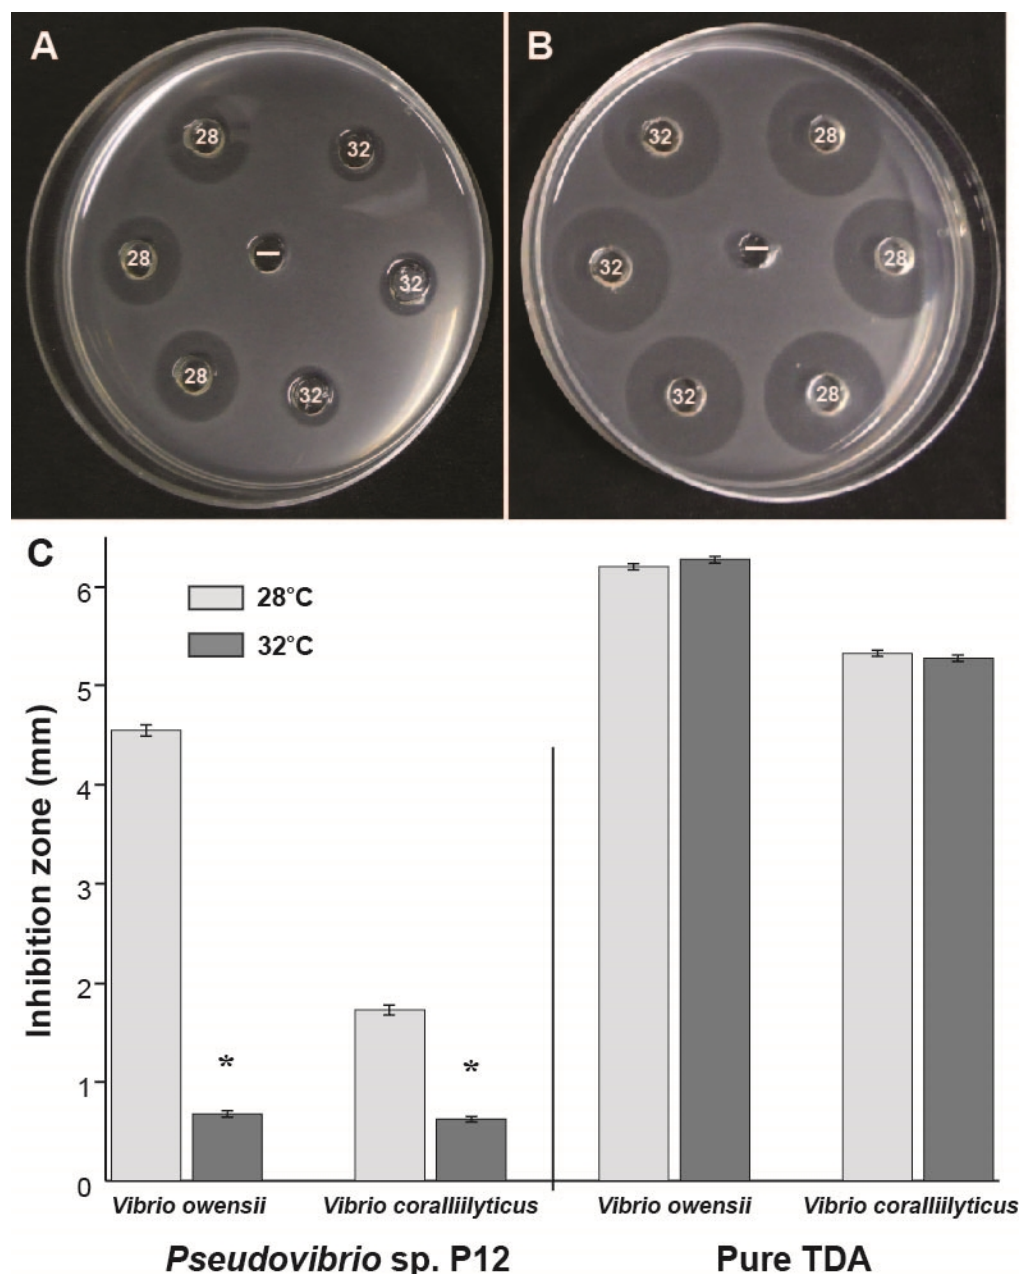 A
28
32
28
32
28
32
B
32
28
32
28
32
28
C
28°C
32°C
6
5
4
3
2
1
0
Inhibition zone (mm)
*
*
Vibrio owensii Vibrio coralliilyticus Vibrio owensii Vibrio coralliilyticus
Pseudovibrio sp. P12 Pure TDA